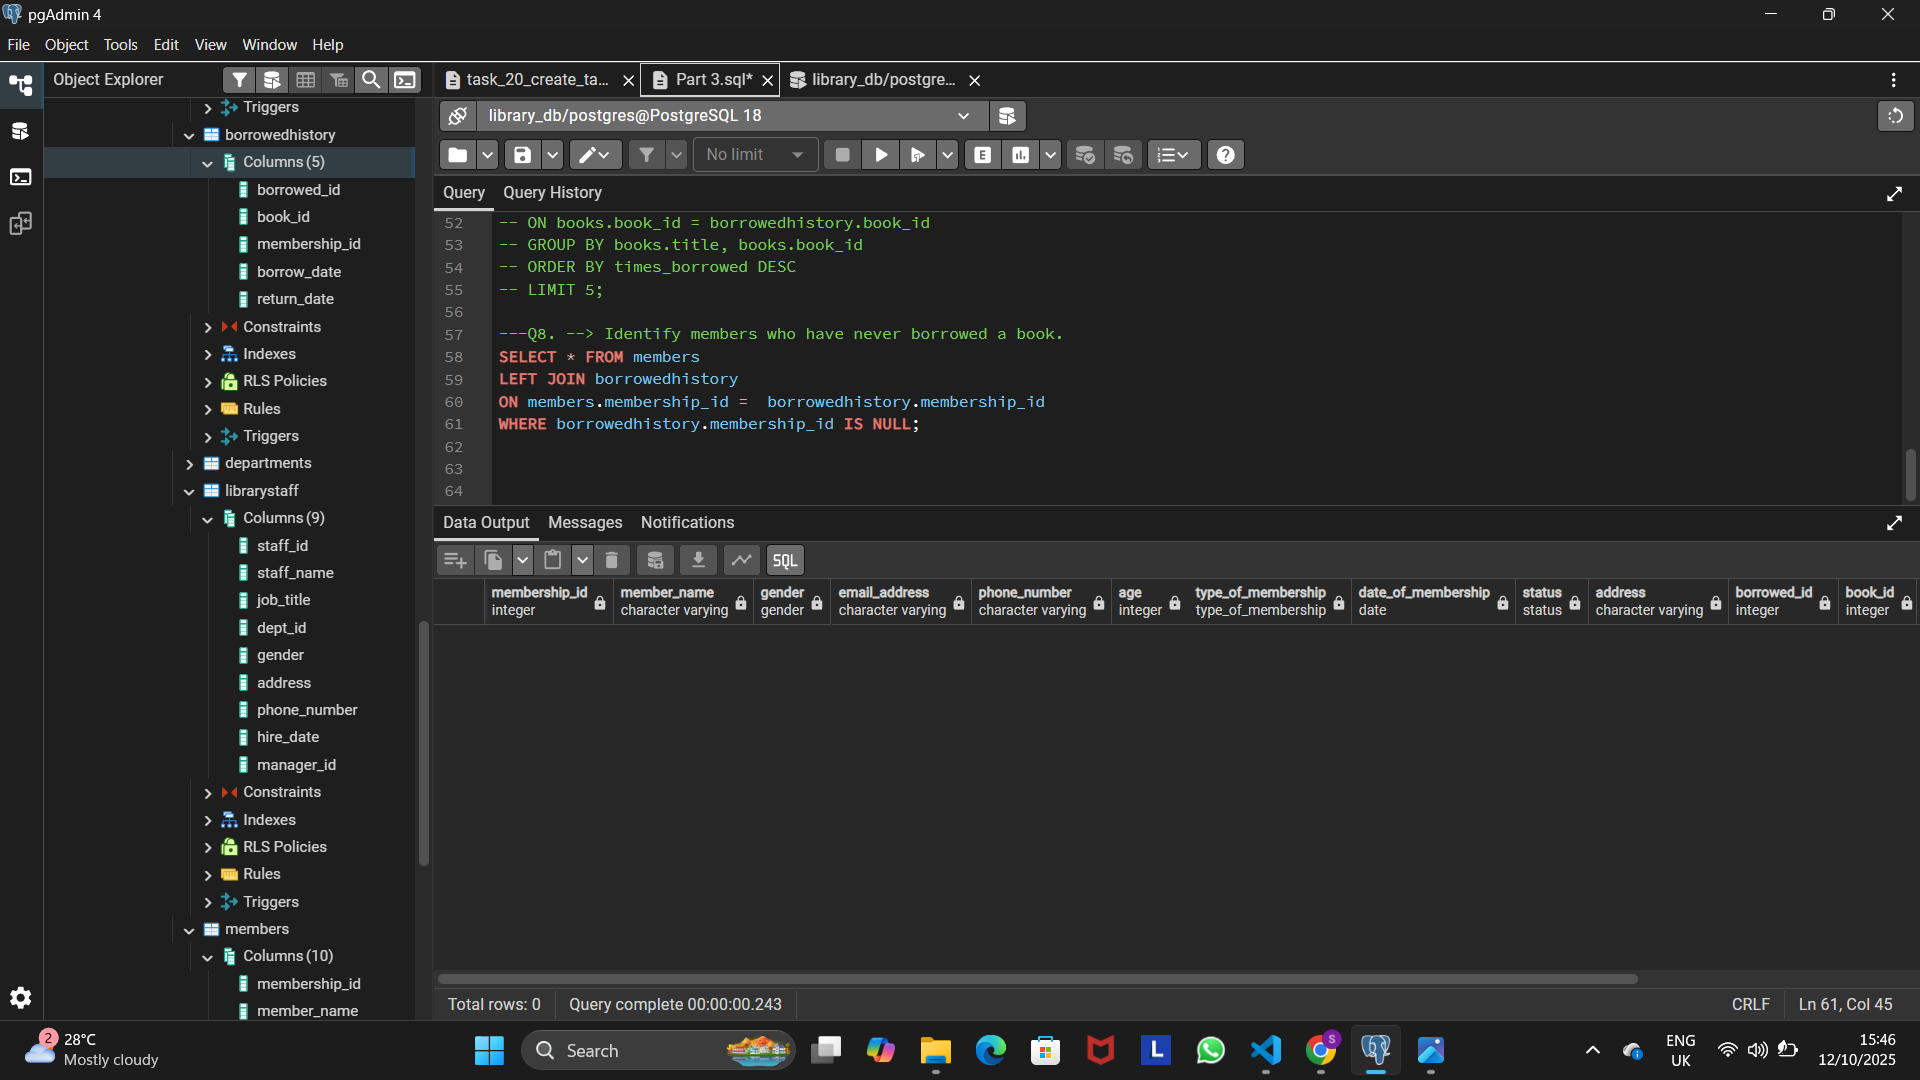 pgAdmin 4
File Object Tools Edit View Window Help
Object Explorer
task_20_create_ta... Part 3.sql* library_db/postgre...
library_db/postgres@PostgreSQL 18
No limit
E
Query Query History
Triggers
borrowedhistory
Columns (5)
borrowed_id
book_id
membership_id
borrow_date
return_date
Constraints
Indexes
RLS Policies
Rules
Triggers
departments
librarystaff
Columns (9)
staff_id
staff_name
job_title
dept_id
gender
address
phone_number
hire_date
manager_id
Constraints
Indexes
RLS Policies
Rules
Triggers
members
Columns (10)
membership_id
member_name
52 -- ON books.book_id = borrowedhistory.book_id
53 -- GROUP BY books.title, books.book_id
54 -- ORDER BY times_borrowed DESC
55 -- LIMIT 5;
56
57 ---Q8. --> Identify members who have never borrowed a book.
58 SELECT * FROM members
59 LEFT JOIN borrowedhistory
60 ON members.membership_id =  borrowedhistory.membership_id
61 WHERE borrowedhistory.membership_id IS NULL;
62
63
64
Data Output Messages Notifications
SQL
membership_id member_name gender email_address phone_number age type_of_membership date_of_membership status address borrowed_id book_id
integer character varying gender character varying character varying integer type_of_membership date status character varying integer integer
Total rows: 0 Query complete 00:00:00.243 CRLF Ln 61, Col 45
2 28°C
Mostly cloudy
Search
L
S
ENG
UK
15:46
12/10/2025